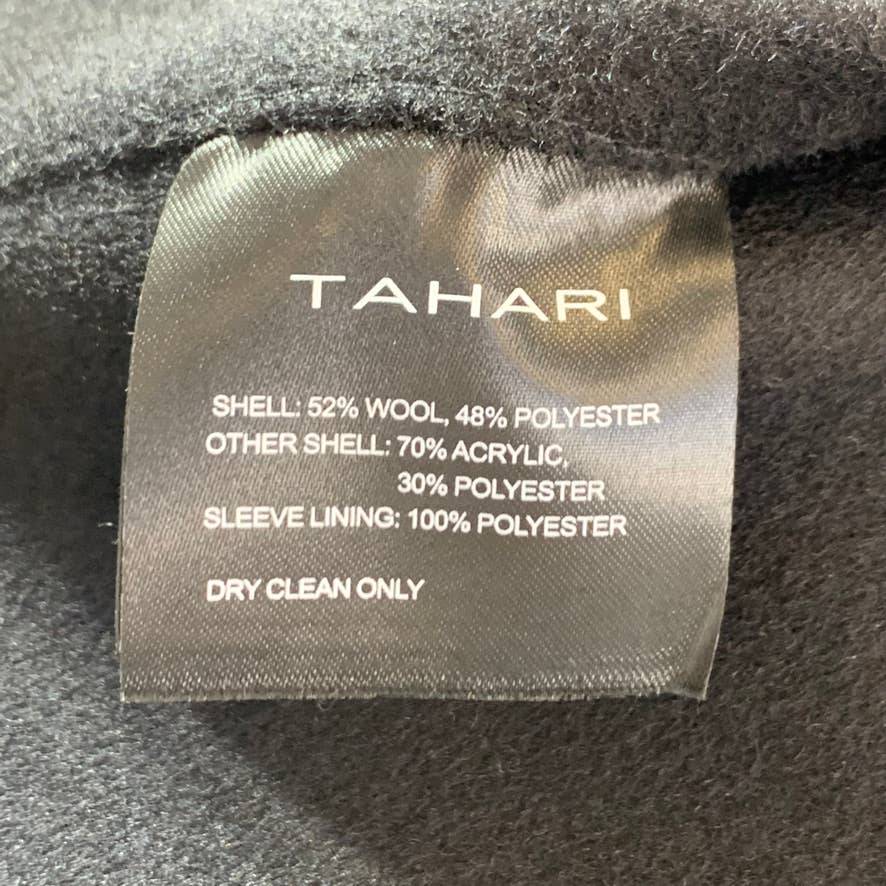 TAHARI
SHELL: 52% WOOL, 48% POLYESTER
OTHER SHELL: 70% ACRYLIC,
30% POLYESTER
SLEEVE LINING: 100% POLYESTER
DRY CLEAN ONLY